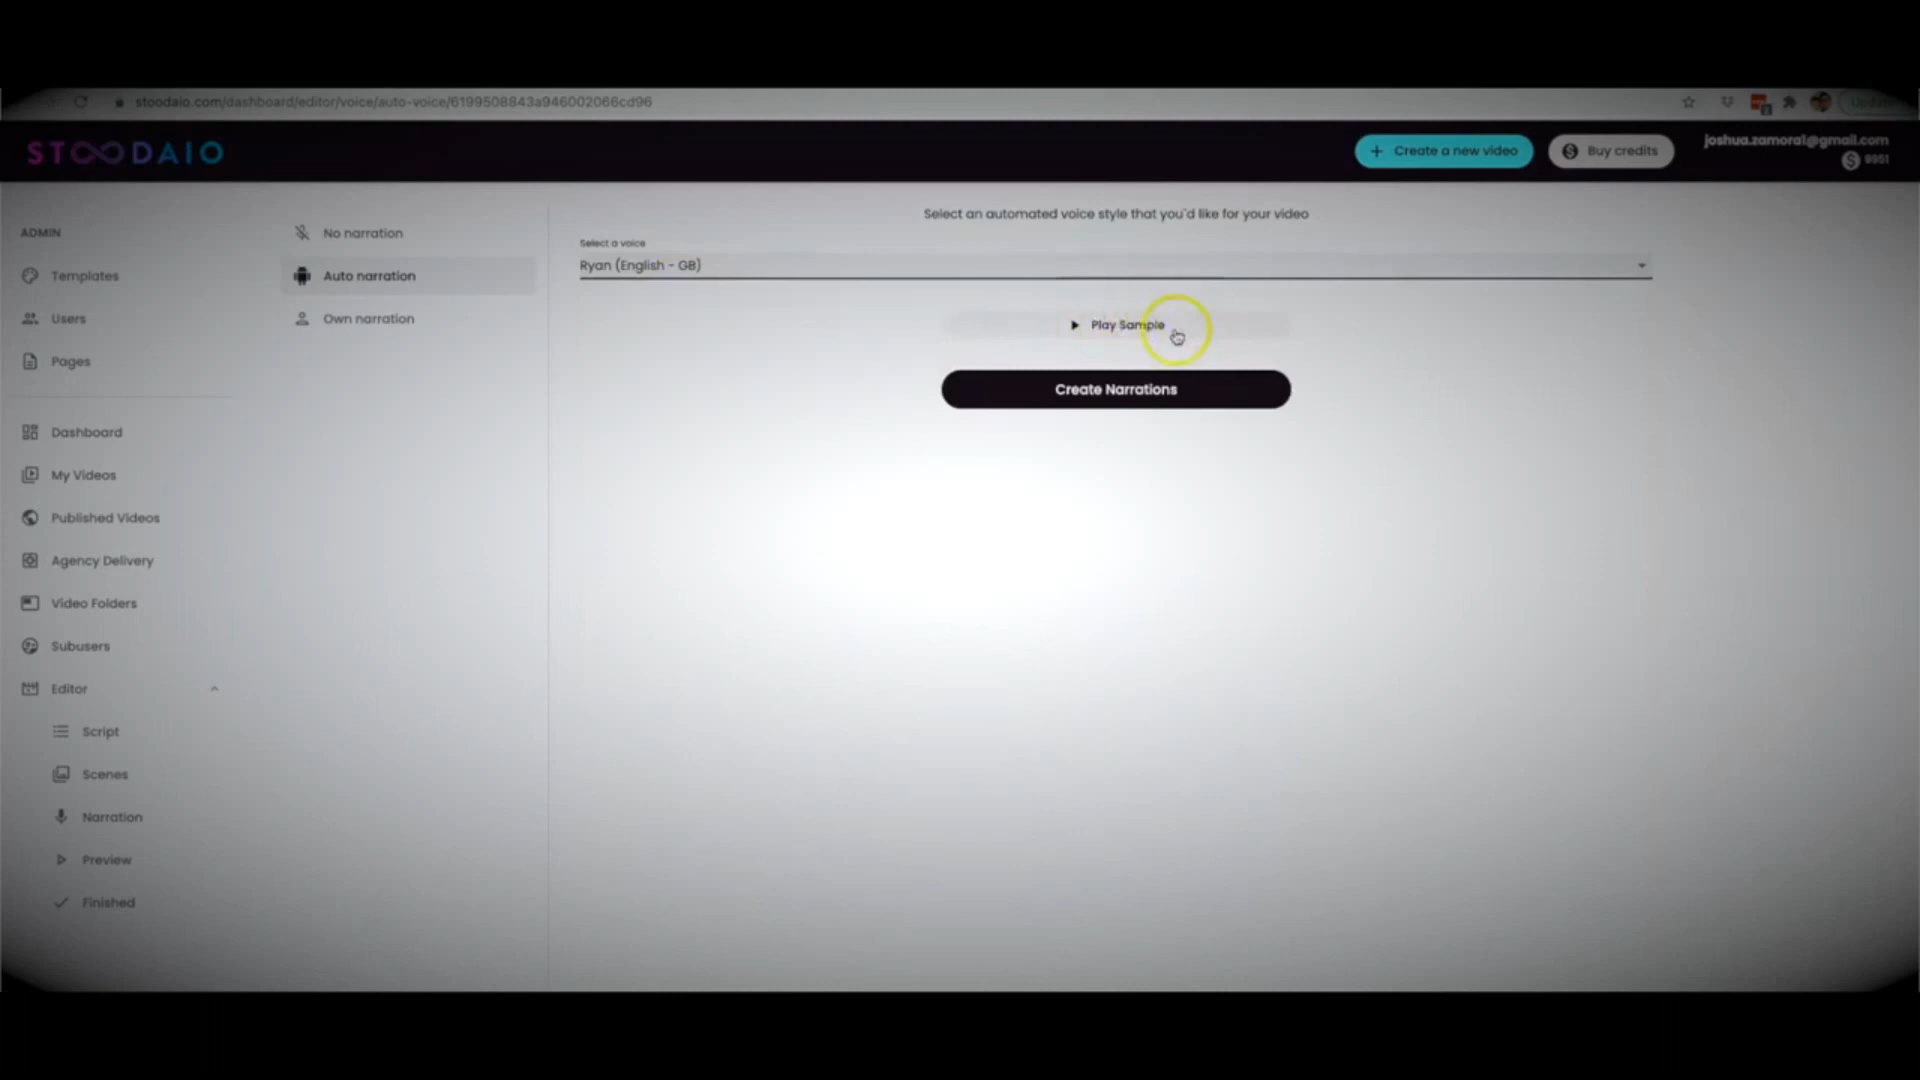 stoodaio.com/dashboard/editor/voice/auto-voice/6199508843a946002066cd96
STOODAIO
+ Create a new video
Buy credits
joshua.zamora1@gmail.com
9951
ADMIN
Templates
Users
Pages
Dashboard
My Videos
Published Videos
Agency Delivery
Video Folders
Subusers
Editor
Script
Scenes
Narration
Preview
Finished
No narration
Auto narration
Own narration
Select an automated voice style that you'd like for your video
Select a voice
Ryan (English - GB)
Play Sample
Create Narrations